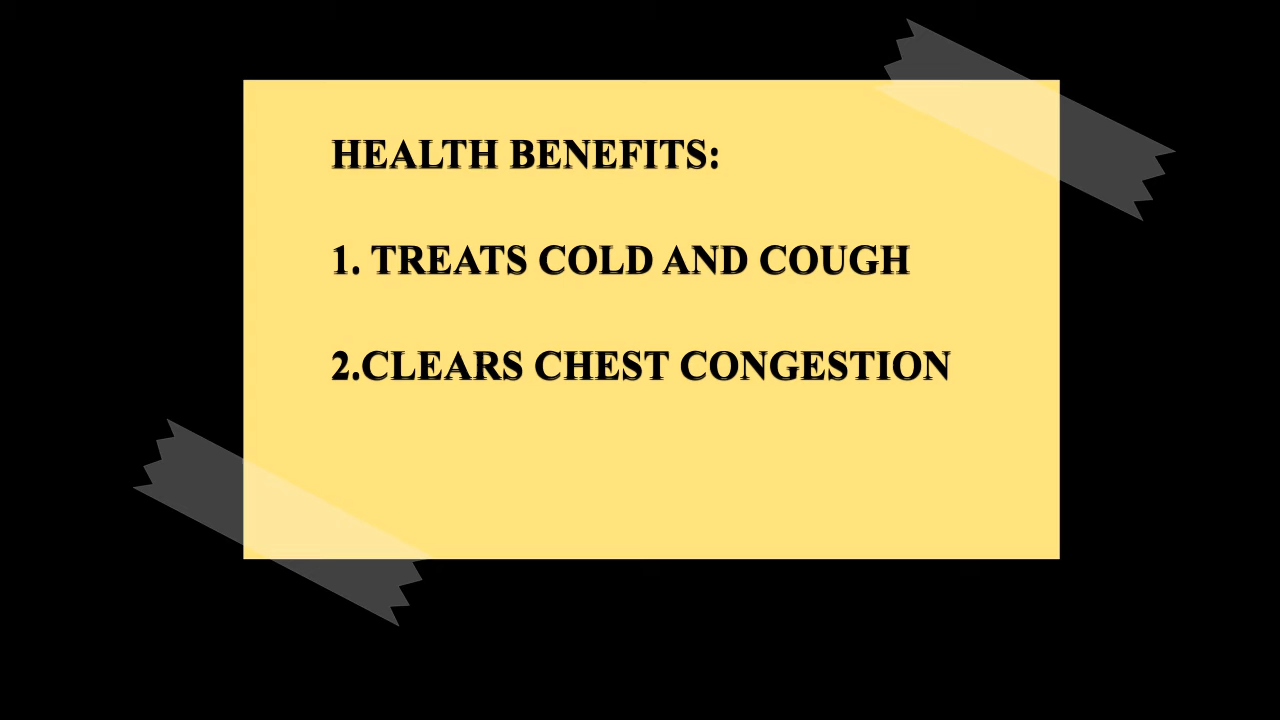 HEALTH BENEFITS:
1. TREATS COLD AND COUGH
2.CLEARS CHEST CONGESTION